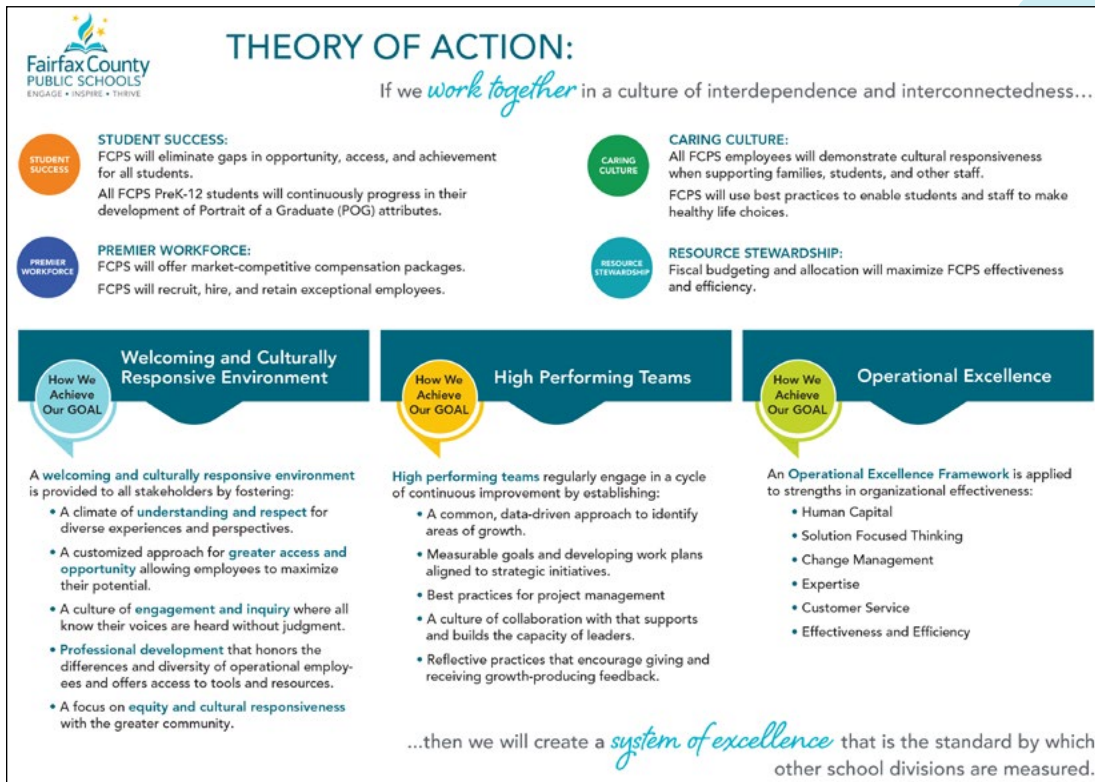 Fairfax County
PUBLIC SCHOOLS
ENGAGE • INSPIRE • THRIVE
THEORY OF ACTION:
If we work together in a culture of interdependence and interconnectedness...
STUDENT
SUCCESS
STUDENT SUCCESS:
FCPS will eliminate gaps in opportunity, access, and achievement
for all students.
All FCPS PreK-12 students will continuously progress in their
development of Portrait of a Graduate (POG) attributes.
CARING
CULTURE
CARING CULTURE:
All FCPS employees will demonstrate cultural responsiveness
when supporting families, students, and other staff.
FCPS will use best practices to enable students and staff to make
healthy life choices.
PREMIER
WORKFORCE
PREMIER WORKFORCE:
FCPS will offer market-competitive compensation packages.
FCPS will recruit, hire, and retain exceptional employees.
RESOURCE
STEWARDSHIP
RESOURCE STEWARDSHIP:
Fiscal budgeting and allocation will maximize FCPS effectiveness
and efficiency.
How We
Achieve
Our GOAL
Welcoming and Culturally
Responsive Environment
A welcoming and culturally responsive environment
is provided to all stakeholders by fostering:
• A climate of understanding and respect for
diverse experiences and perspectives.
• A customized approach for greater access and
opportunity allowing employees to maximize
their potential.
• A culture of engagement and inquiry where all
know their voices are heard without judgment.
• Professional development that honors the
differences and diversity of operational employ-
ees and offers access to tools and resources.
• A focus on equity and cultural responsiveness
with the greater community.
How We
Achieve
Our GOAL
High Performing Teams
High performing teams regularly engage in a cycle
of continuous improvement by establishing:
• A common, data-driven approach to identify
areas of growth.
• Measurable goals and developing work plans
aligned to strategic initiatives.
• Best practices for project management
• A culture of collaboration with that supports
and builds the capacity of leaders.
• Reflective practices that encourage giving and
receiving growth-producing feedback.
How We
Achieve
Our GOAL
Operational Excellence
An Operational Excellence Framework is applied
to strengths in organizational effectiveness:
• Human Capital
• Solution Focused Thinking
• Change Management
• Expertise
• Customer Service
• Effectiveness and Efficiency
...then we will create a system of excellence that is the standard by which
other school divisions are measured.